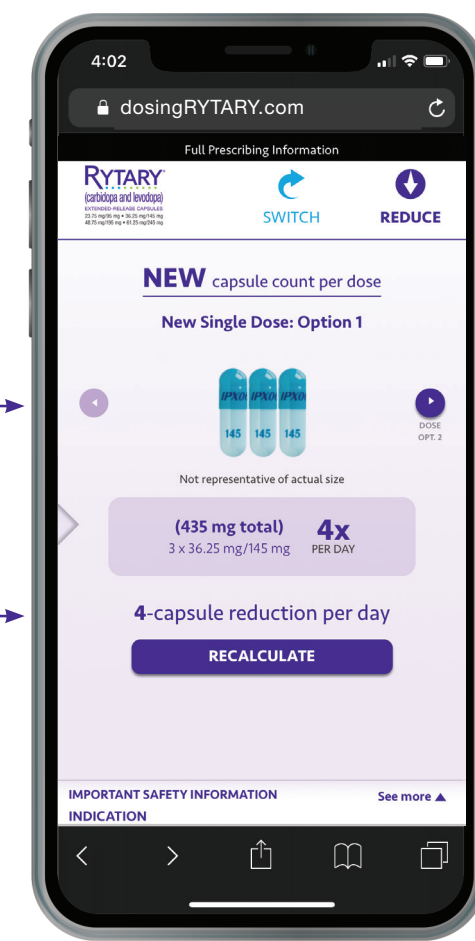 4:02
dosingRYTARY.com
Full Prescribing Information
RYTARY®
(carbidopa and levodopa)
EXTENDED-RELEASE CAPSULES
23.75 mg/95 mg • 36.25 mg/145 mg
48.75 mg/195 mg • 61.25 mg/245 mg
SWITCH
REDUCE
NEW capsule count per dose
New Single Dose: Option 1
IPX0 IPX0 IPX0
145 145 145
DOSE
OPT. 2
Not representative of actual size
(435 mg total)
3 x 36.25 mg/145 mg
4x
PER DAY
4-capsule reduction per day
RECALCULATE
IMPORTANT SAFETY INFORMATION
See more
INDICATION